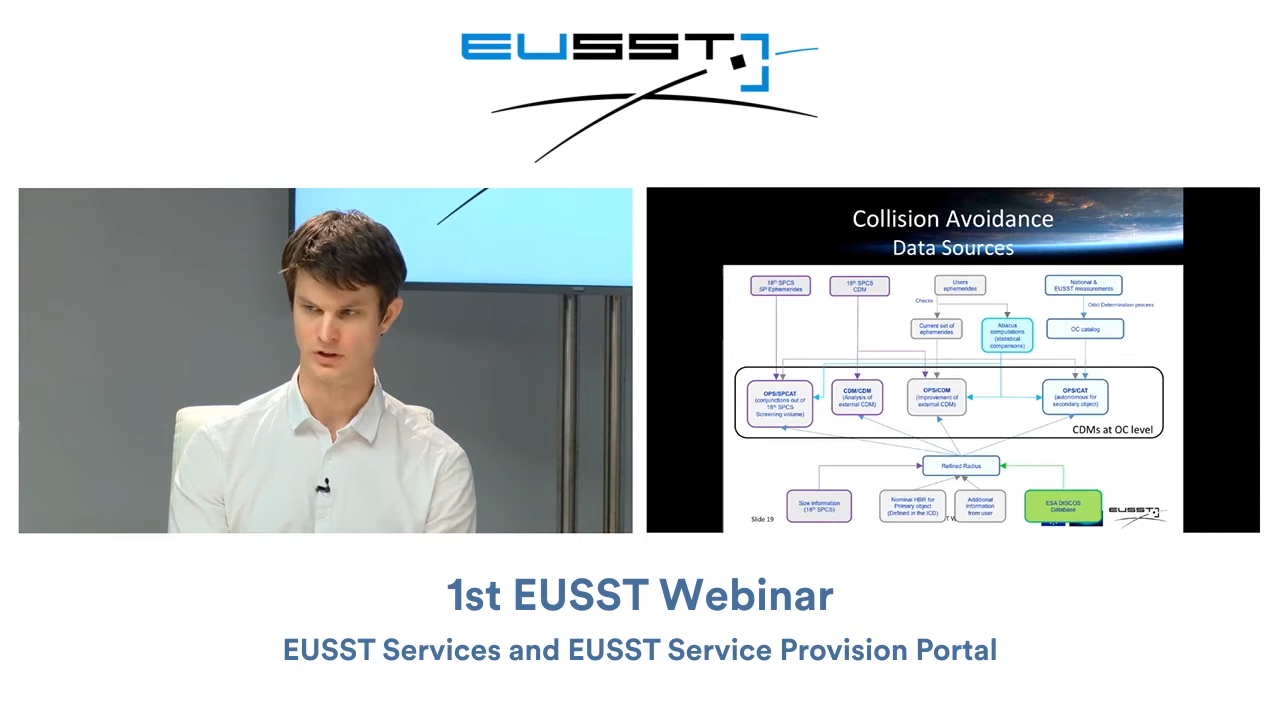 EUSST
Collision Avoidance
Data Sources
18th SPCS
SP Ephemerides
18th SPCS
CDM
Users
ephemerides
National &
EUSST measurements
Checks
Orbit Determination process
Current set of
ephemerides
Abacus
computations
(statistical
comparisons)
OC catalog
OPS/SPCAT
(conjunctions out of
18th SPCS
Screening volume)
CDM/CDM
(Analysis of
external CDM)
OPS/CDM
(Improvement of
external CDM)
OPS/CAT
(autonomous for
secondary object)
CDMs at OC level
Refined Radius
Size information
(18th SPCS)
Nominal HBR for
Primary object
(Defined in the ICD)
Additional
information
from user
ESA DISCOS
Database
Slide 19
EUSST
1st EUSST Webinar
EUSST Services and EUSST Service Provision Portal